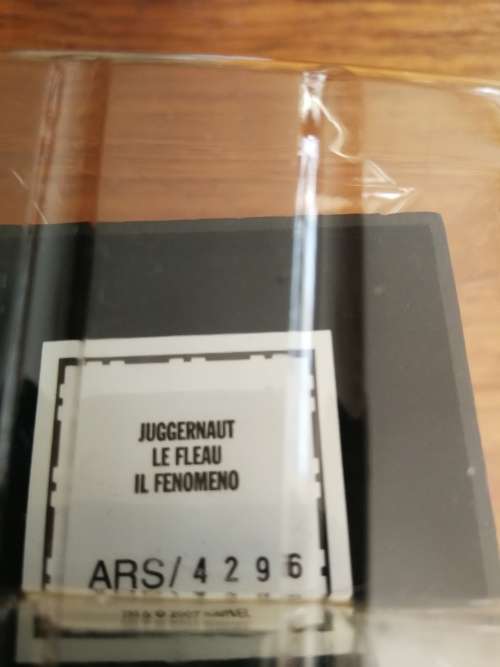 JUGGERNAUT
LE FLEAU
IL FENOMENO
ARS/4296